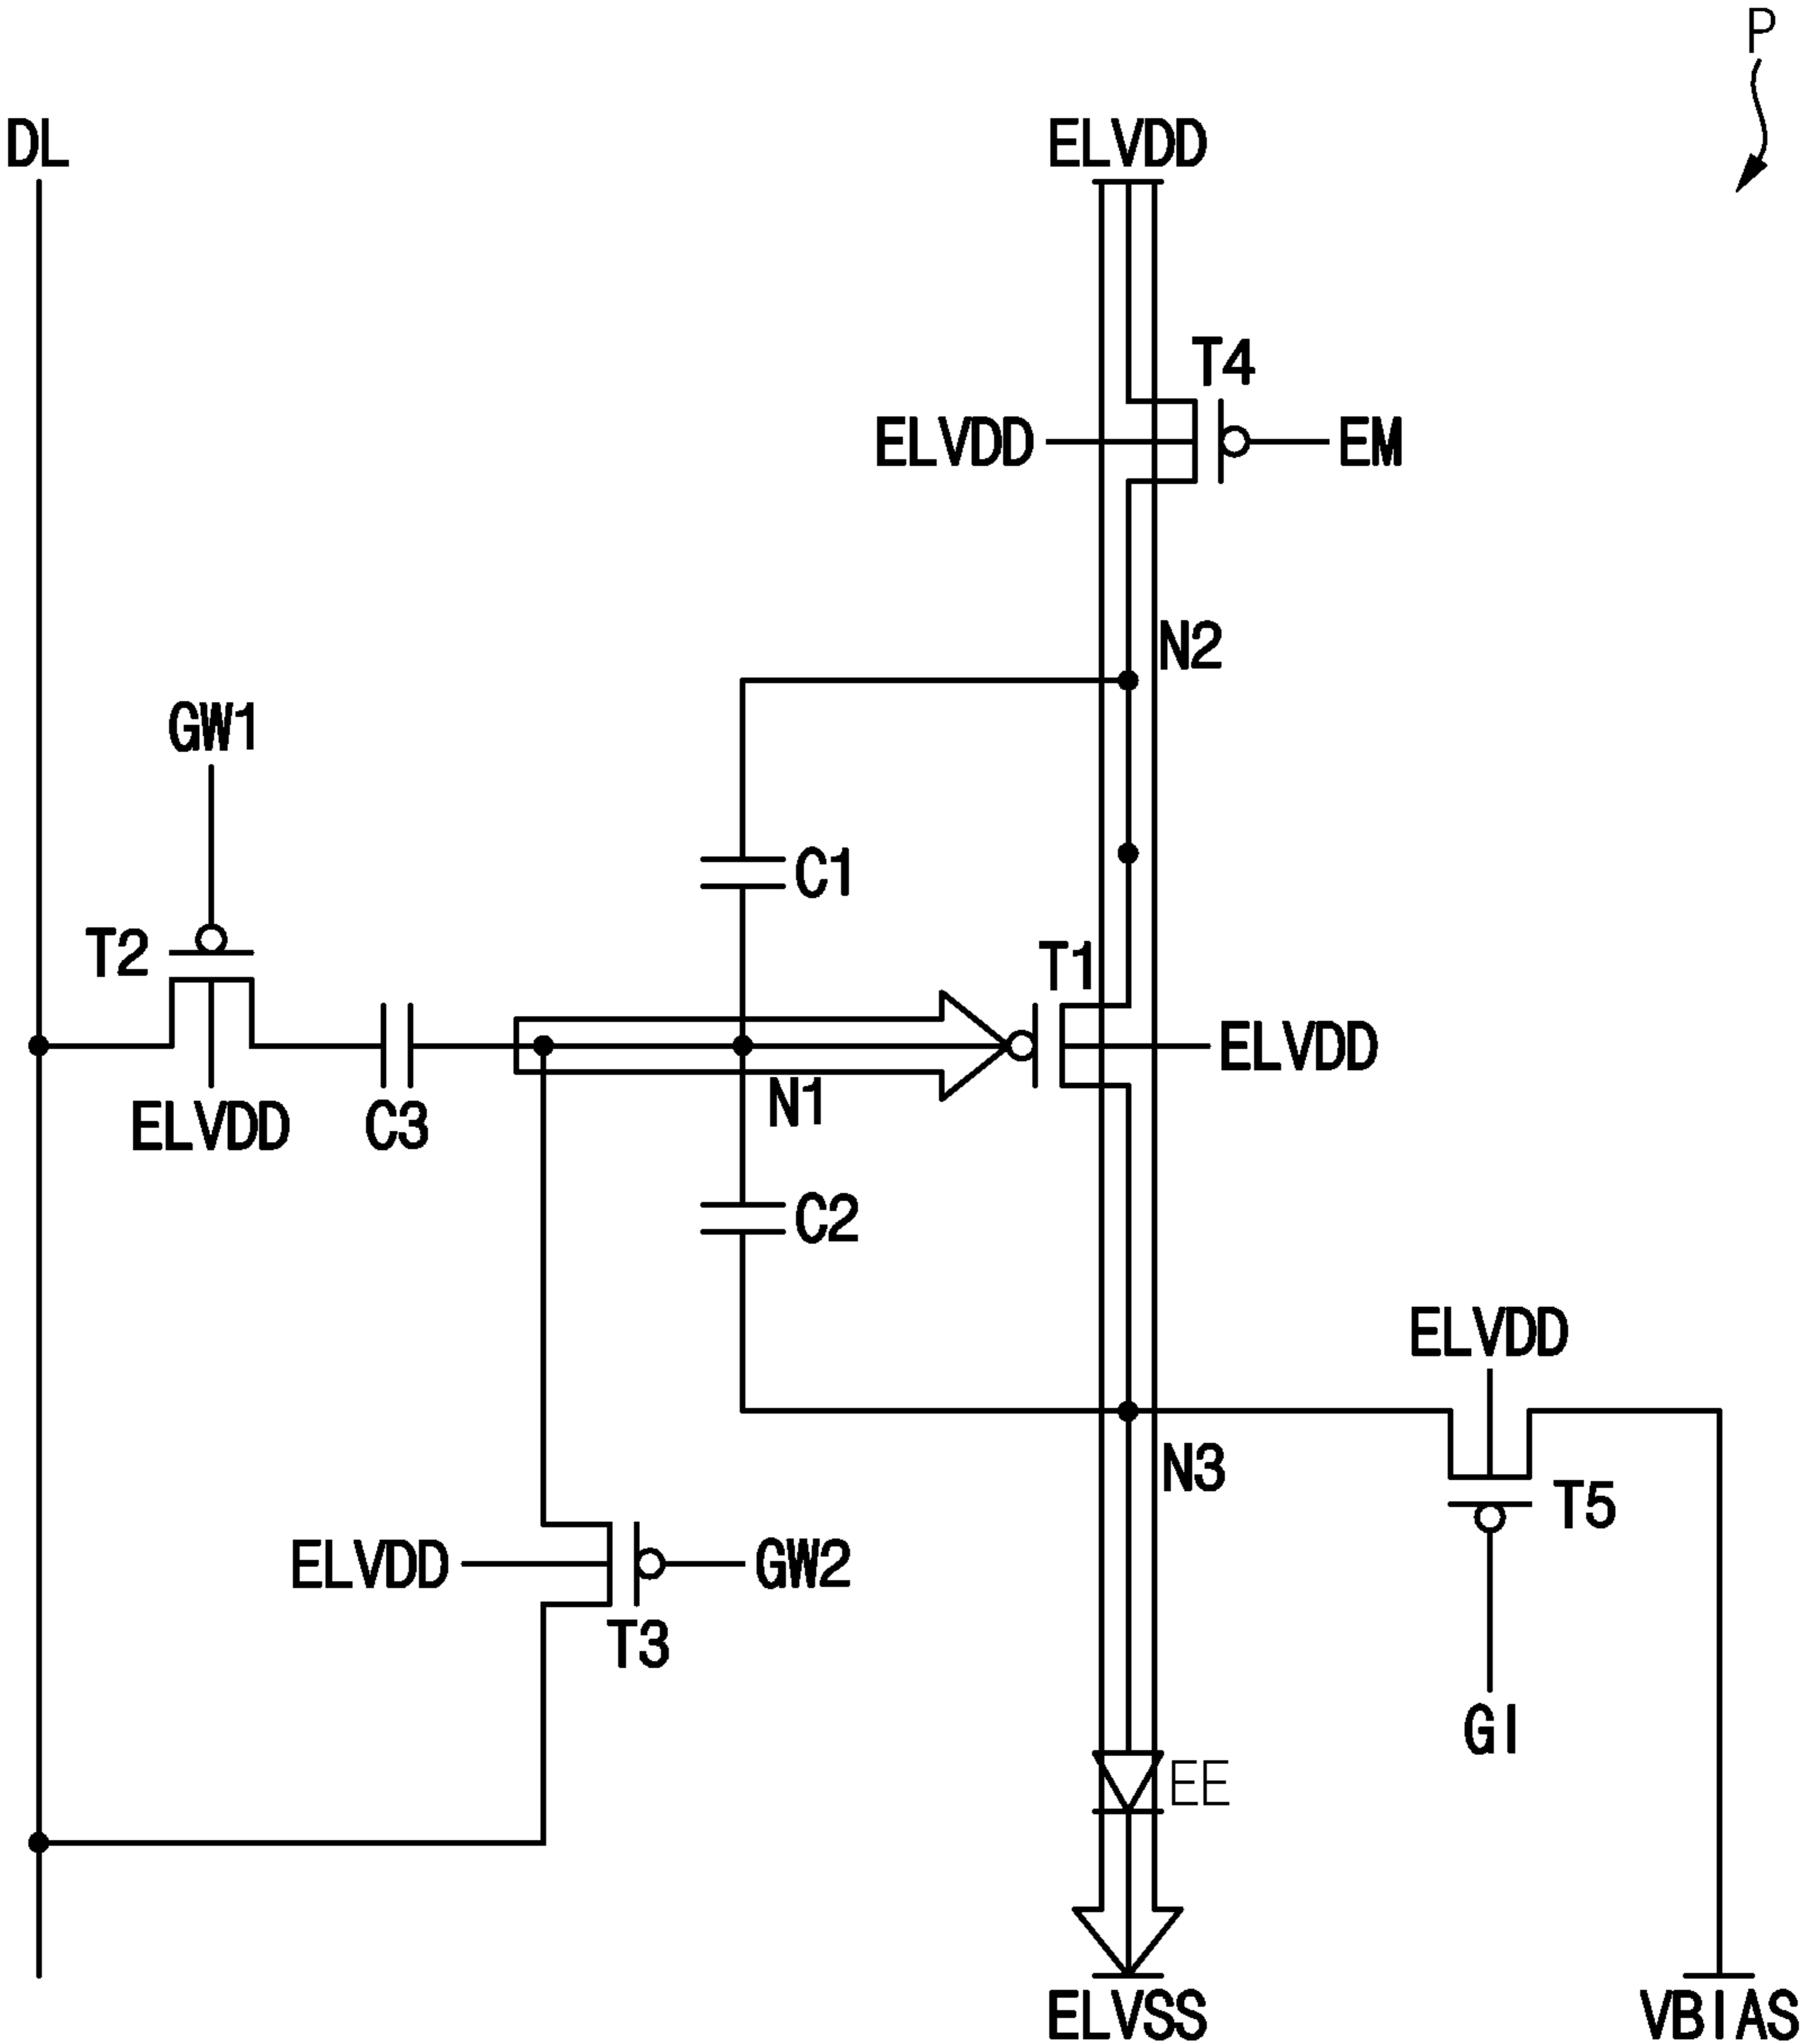 P
DL
ELVDD
T4
ELVDD
EM
N2
GW1
C1
T2
T1
ELVDD
N1
ELVDD
C3
C2
ELVDD
N3
T5
ELVDD
GW2
T3
GI
EE
ELVSS
VBIAS